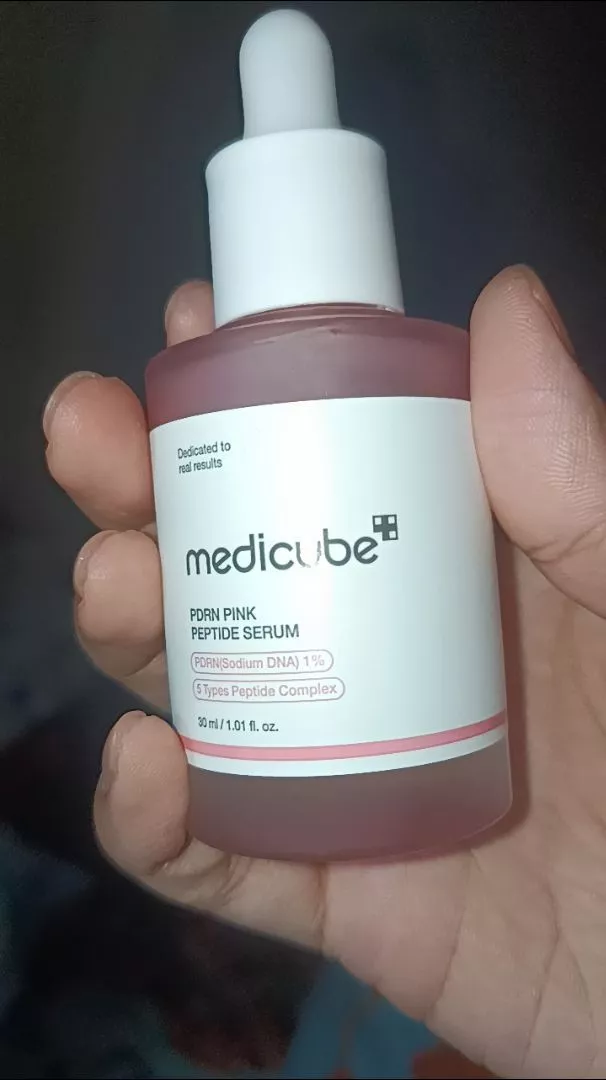 Dedicated to
real results
medicube
PDRN PINK
PEPTIDE SERUM
PDRN(Sodium DNA) 1%
5 Types Peptide Complex
30 ml / 1.01 fl. oz.